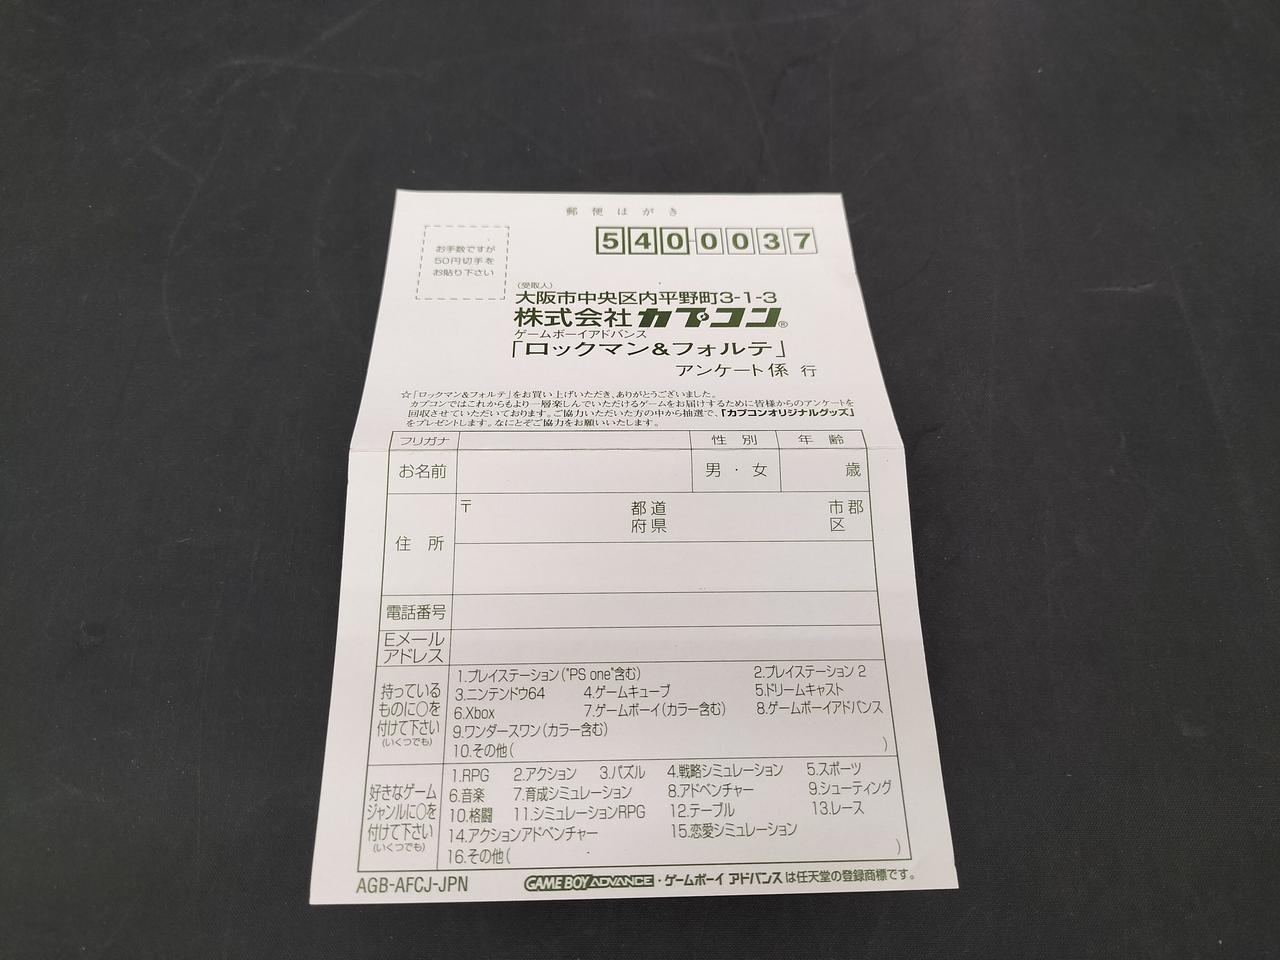 郵便はがき
お手数ですが
50円切手を
お貼り下さい
540-0037
(受取人)
大阪市中央区内平野町3-1-3
株式会社 カプコン®
ゲームボーイアドバンス
「ロックマン&フォルテ」
アンケート係 行
☆「ロックマン&フォルテ」をお買い上げいただき、ありがとうございました。
カプコンではこれからもより一層楽しんでいただけるゲームをお届けするために皆様からのアンケートを
回収させていただいております。ご協力いただいた方の中から抽選で、「カプコンオリジナルグッズ」
をプレゼントします。なにとぞご協力をお願いいたします。
フリガナ 性別 年齢
お名前 男・女 歳
住所 〒 都道 市郡
府県 区
電話番号
Eメール
アドレス
持っている
ものに○を
付けて下さい
(いくつでも)
1.プレイステーション("PS one"含む) 2.プレイステーション2
3.ニンテンドウ64 4.ゲームキューブ 5.ドリームキャスト
6.Xbox 7.ゲームボーイ(カラー含む) 8.ゲームボーイアドバンス
9.ワンダースワン(カラー含む)
10.その他( )
好きなゲーム
ジャンルに○を
付けて下さい
(いくつでも)
1.RPG 2.アクション 3.パズル 4.戦略シミュレーション 5.スポーツ
6.音楽 7.育成シミュレーション 8.アドベンチャー 9.シューティング
10.格闘 11.シミュレーションRPG 12.テーブル 13.レース
14.アクションアドベンチャー 15.恋愛シミュレーション
16.その他( )
AGB-AFCJ-JPN GAME BOY ADVANCE・ゲームボーイ アドバンスは任天堂の登録商標です。